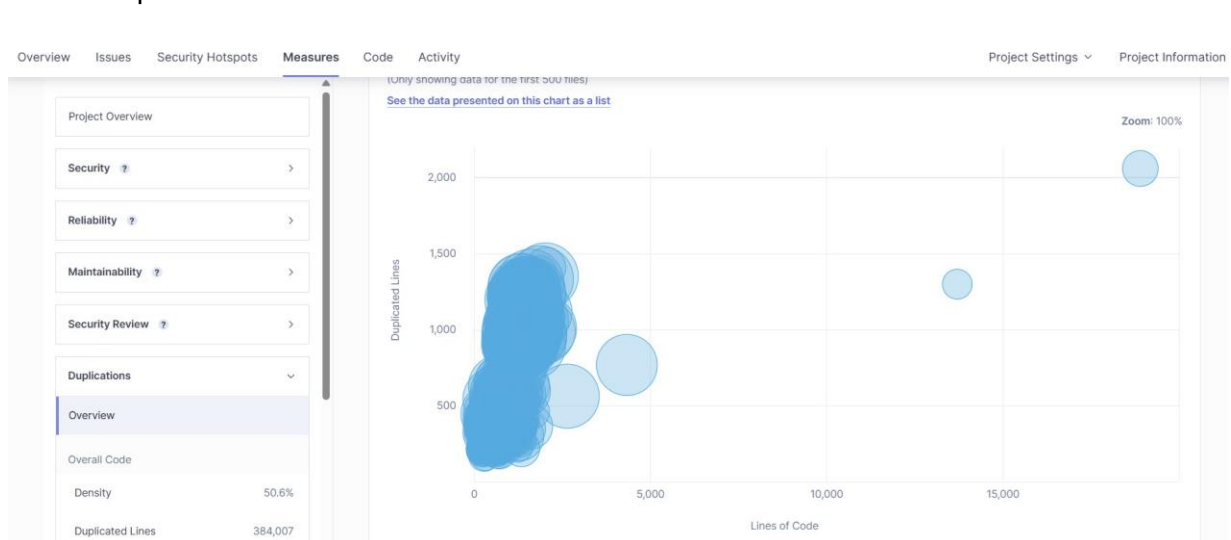 Overview Issues Security Hotspots Measures Code Activity Project Settings Project Information
(Only showing data for the first 500 files)
See the data presented on this chart as a list
Zoom: 100%
Project Overview
Security ?
Reliability ?
Maintainability ?
Security Review ?
Duplications
Overview
Overall Code
Density 50.6%
Duplicated Lines 384,007
Duplicated Lines
2,000
1,500
1,000
500
0 5,000 10,000 15,000
Lines of Code